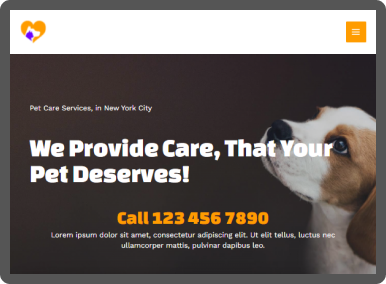 Pet Care Services, in New York City
We Provide Care, That Your
Pet Deserves!
Call 123 456 7890
Lorem ipsum dolor sit amet, consectetur adipiscing elit. Ut elit tellus, luctus nec
ullamcorper mattis, pulvinar dapibus leo.